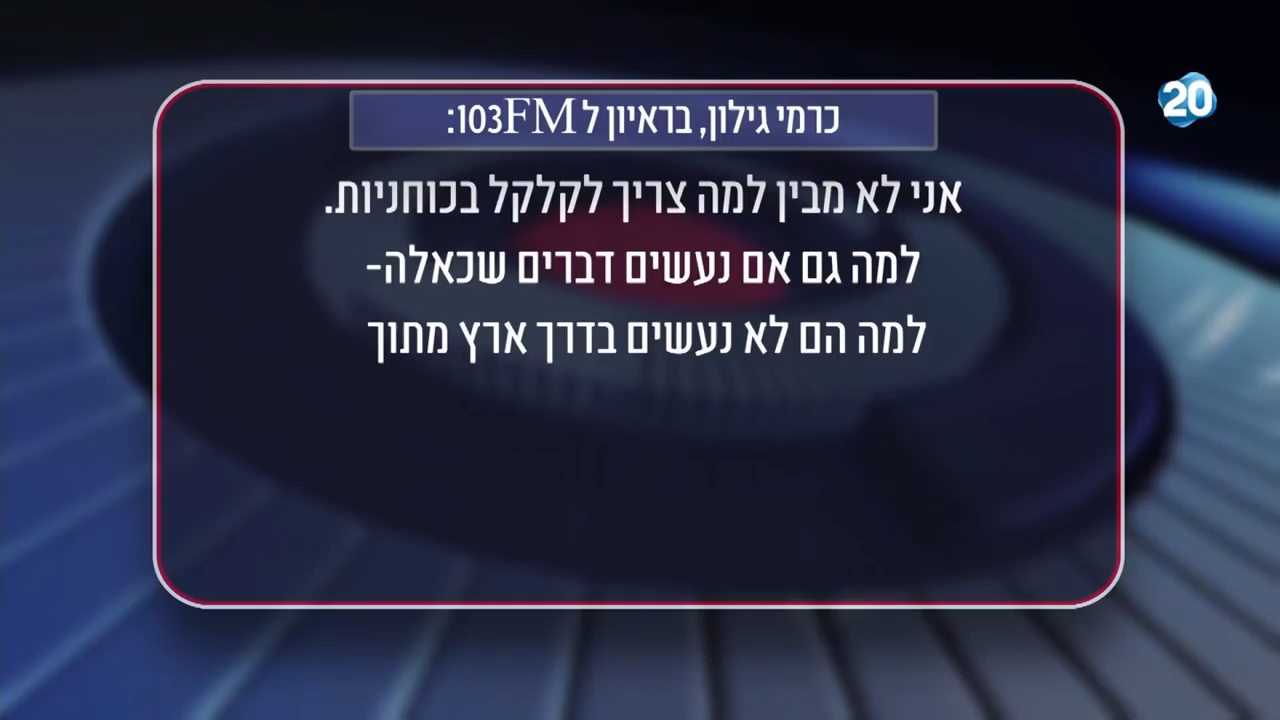 20
כרמי גילון, בראיון ל 103FM:
אני לא מבין למה צריך לקלקל בכוחניות.
למה גם אם נעשים דברים שכאלה-
למה הם לא נעשים בדרך ארץ מתוך